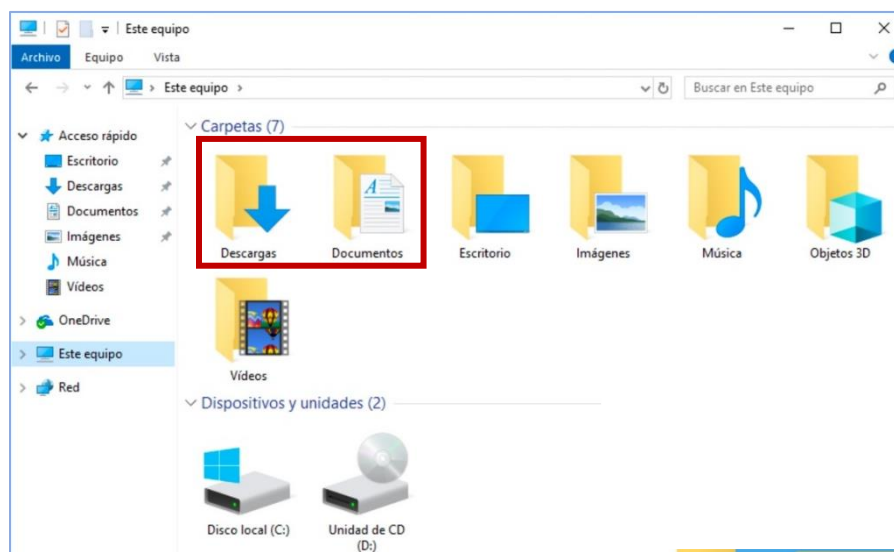 Este equipo
Archivo Equipo Vista
Este equipo
Buscar en Este equipo
Acceso rápido
Escritorio
Descargas
Documentos
Imágenes
Música
Vídeos
OneDrive
Este equipo
Red
Carpetas (7)
Descargas
A
Documentos
Escritorio
Imágenes
Música
Objetos 3D
Vídeos
Dispositivos y unidades (2)
Disco local (C:)
Unidad de CD
(D:)